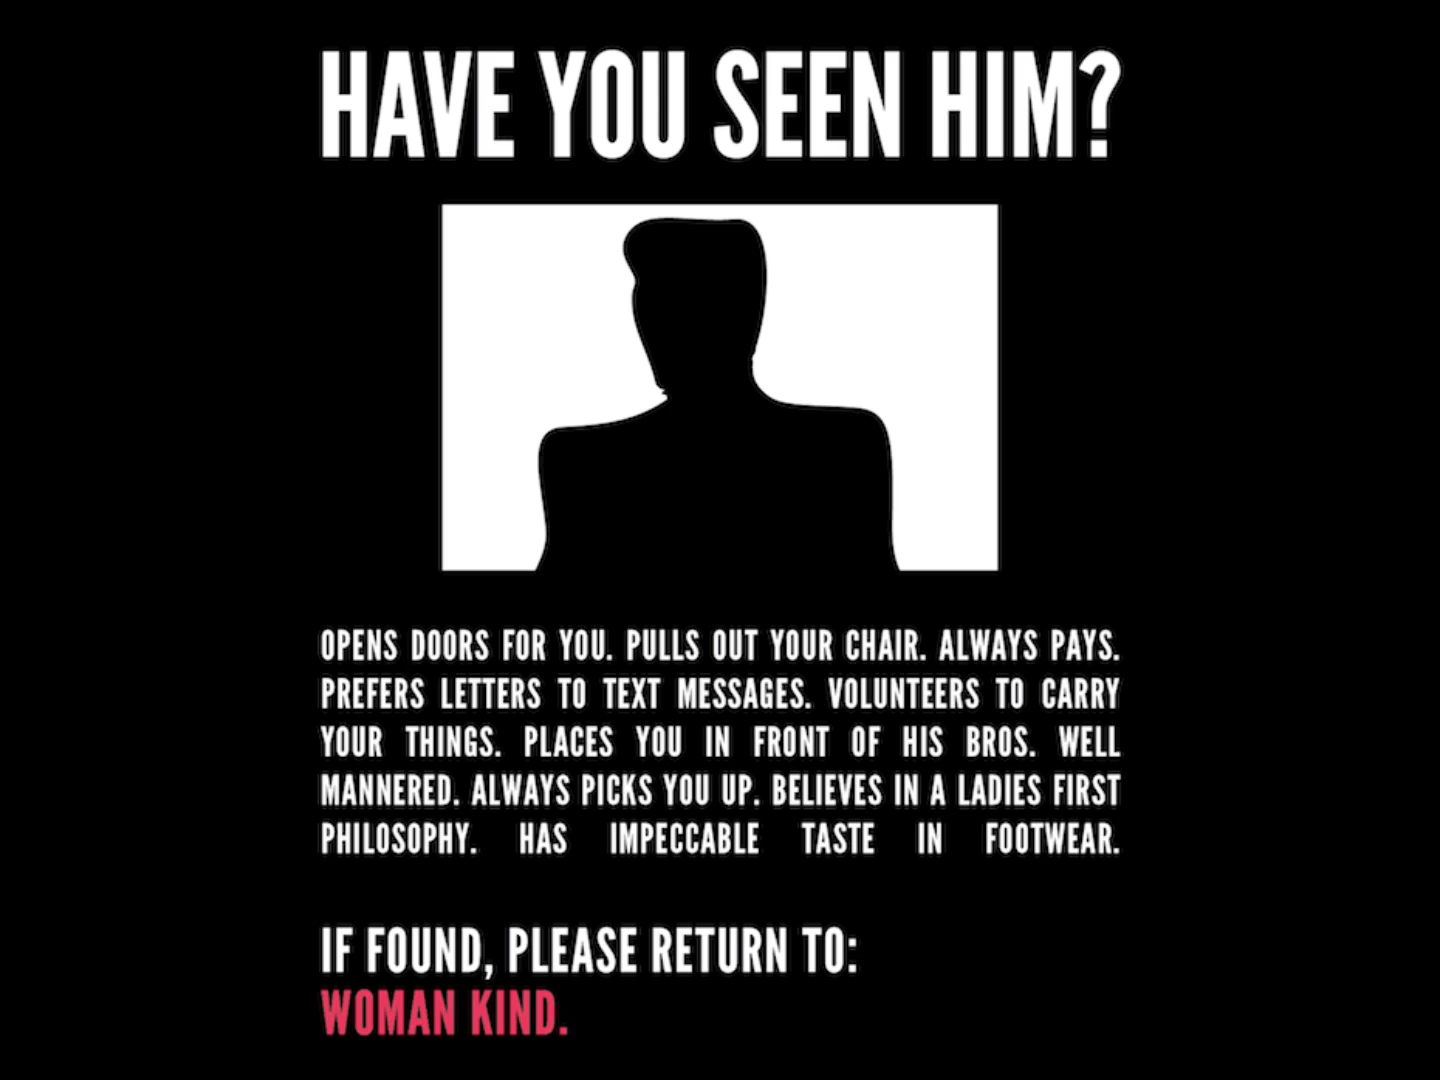 HAVE YOU SEEN HIM?
OPENS DOORS FOR YOU. PULLS OUT YOUR CHAIR. ALWAYS PAYS.
PREFERS LETTERS TO TEXT MESSAGES. VOLUNTEERS TO CARRY
YOUR THINGS. PLACES YOU IN FRONT OF HIS BROS. WELL
MANNERED. ALWAYS PICKS YOU UP. BELIEVES IN A LADIES FIRST
PHILOSOPHY. HAS IMPECCABLE TASTE IN FOOTWEAR.
IF FOUND, PLEASE RETURN TO:
WOMAN KIND.